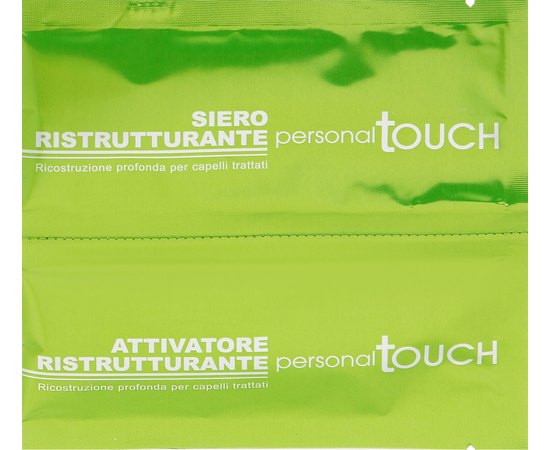 SIERO
RISTRUTTURANTE personal touch
Ricostruzione profonda per capelli trattati
ATTIVATORE
RISTRUTTURANTE personal touch
Ricostruzione profonda per capelli trattati